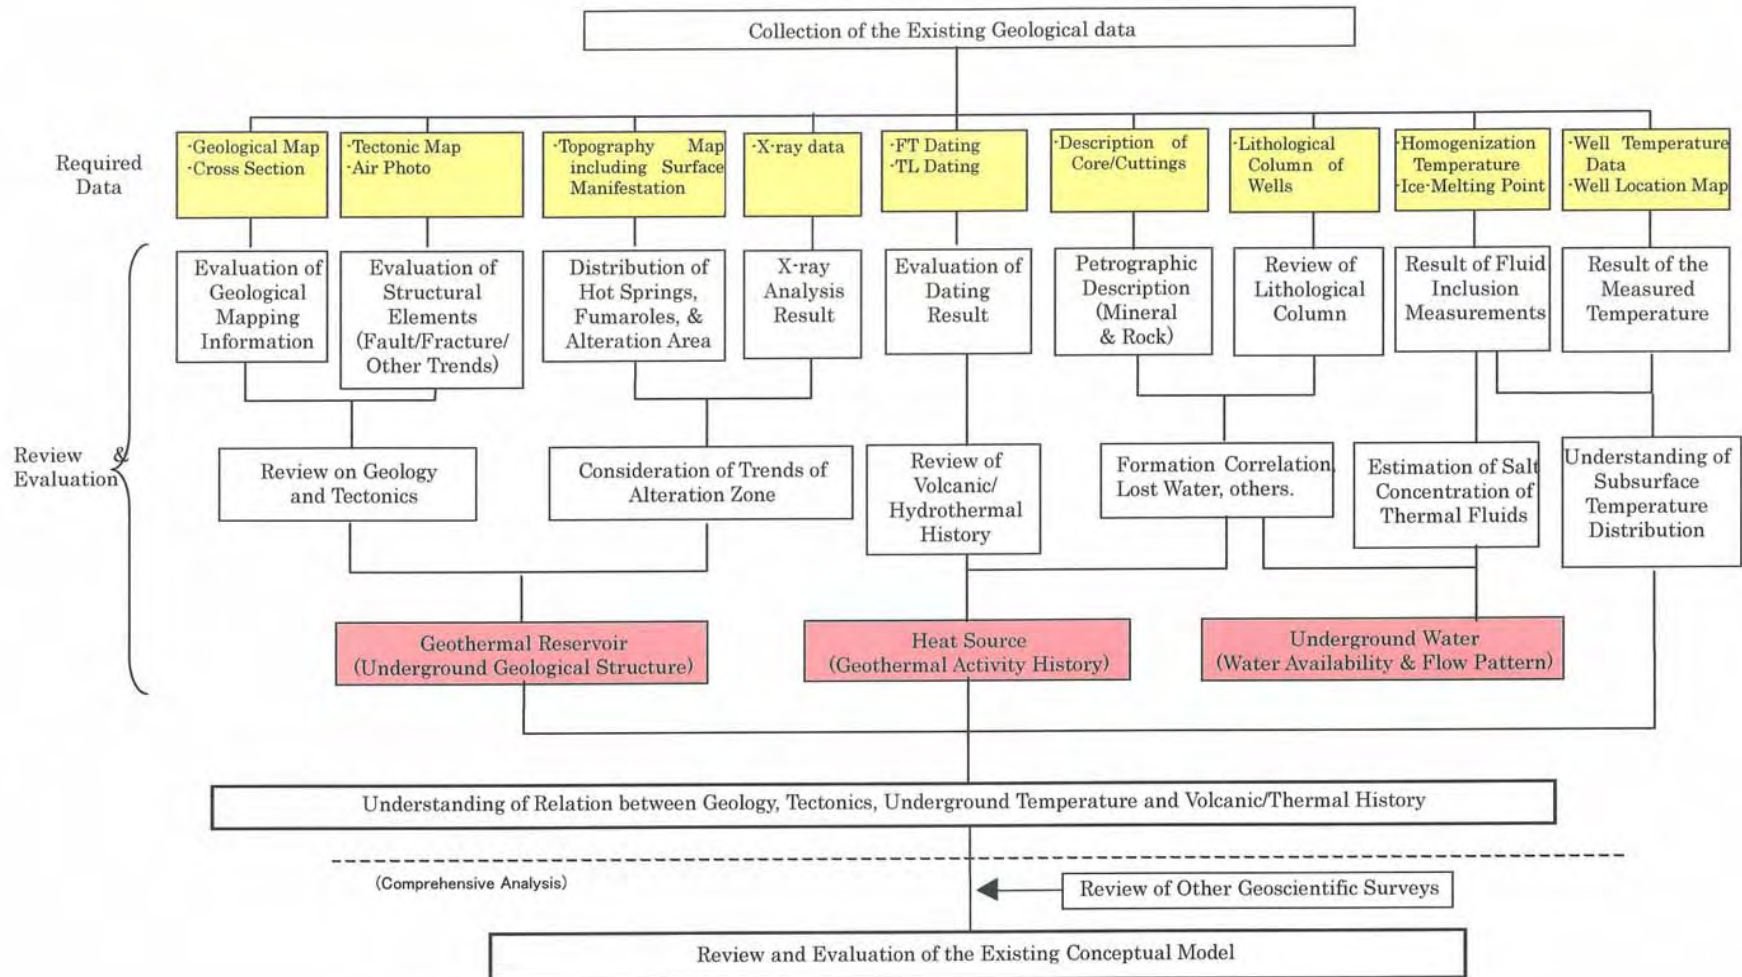 Collection of the Existing Geological data
Required
Data
·Geological Map
·Cross Section
·Tectonic Map
·Air Photo
·Topography Map
including Surface
Manifestation
·X-ray data
·FT Dating
·TL Dating
·Description of
Core/Cuttings
·Lithological
Column of
Wells
·Homogenization
Temperature
·Ice-Melting Point
·Well Temperature
Data
·Well Location Map
Review &
Evaluation
Evaluation of
Geological
Mapping
Information
Evaluation of
Structural
Elements
(Fault/Fracture/
Other Trends)
Distribution of
Hot Springs,
Fumaroles, &
Alteration Area
X-ray
Analysis
Result
Evaluation of
Dating
Result
Petrographic
Description
(Mineral
& Rock)
Review of
Lithological
Column
Result of Fluid
Inclusion
Measurements
Result of the
Measured
Temperature
Review on Geology
and Tectonics
Consideration of Trends of
Alteration Zone
Review of
Volcanic/
Hydrothermal
History
Formation Correlation,
Lost Water, others.
Estimation of Salt
Concentration of
Thermal Fluids
Understanding of
Subsurface
Temperature
Distribution
Geothermal Reservoir
(Underground Geological Structure)
Heat Source
(Geothermal Activity History)
Underground Water
(Water Availability & Flow Pattern)
Understanding of Relation between Geology, Tectonics, Underground Temperature and Volcanic/Thermal History
(Comprehensive Analysis)
Review of Other Geoscientific Surveys
Review and Evaluation of the Existing Conceptual Model